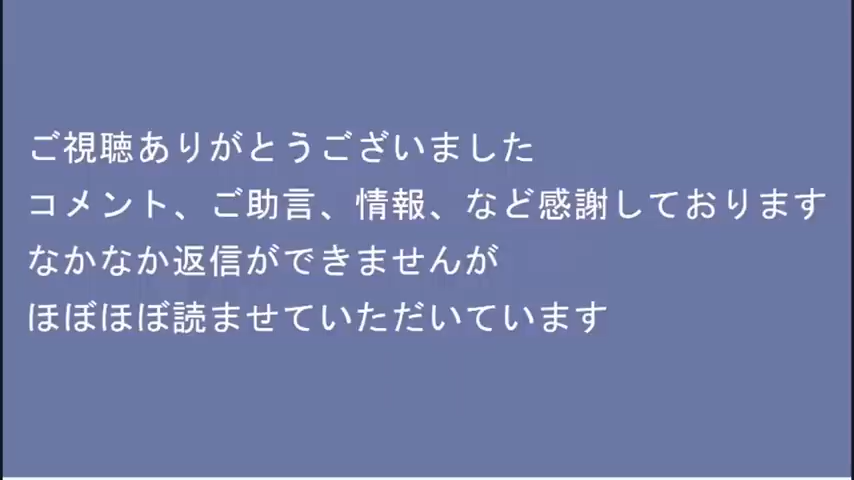 ご視聴ありがとうございました
コメント、ご助言、情報、など感謝しております
なかなか返信ができませんが
ほぼほぼ読ませていただいています